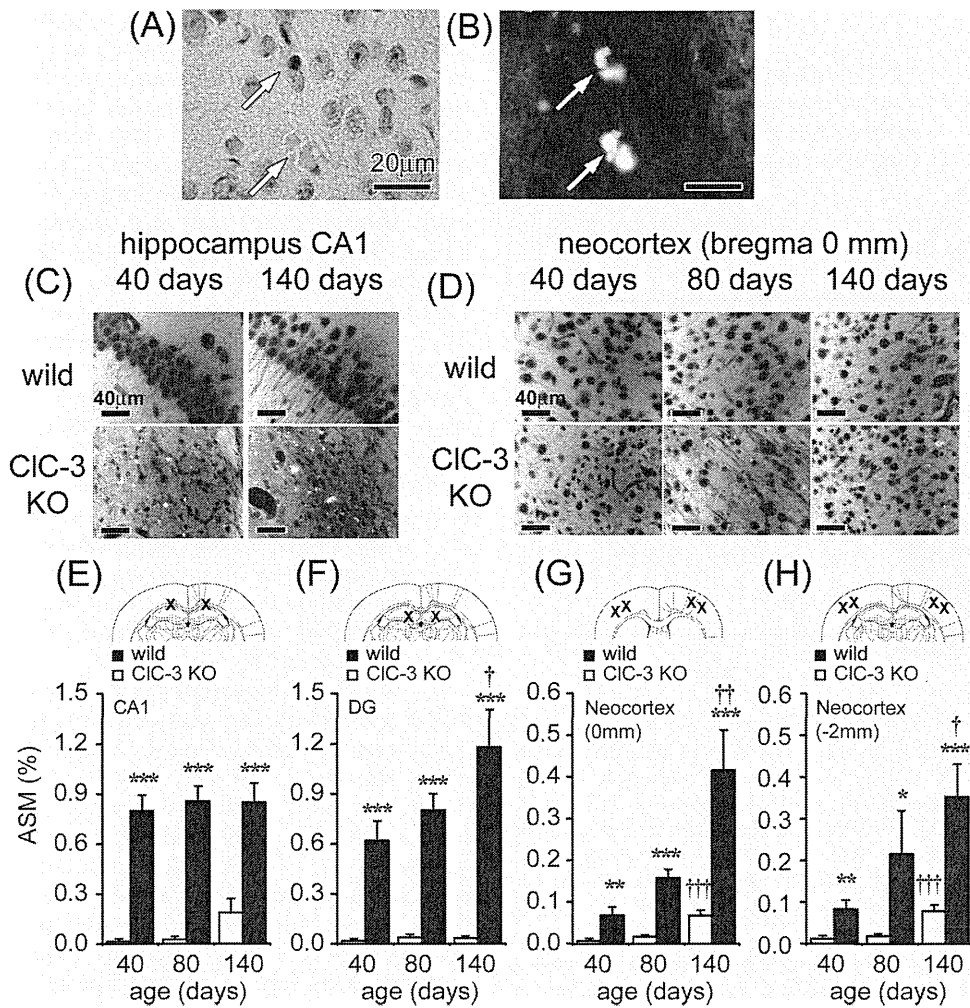 (A)
(B)
20μm
hippocampus CA1
neocortex (bregma 0 mm)
(C) 40 days 140 days
(D) 40 days 80 days 140 days
wild
40μm
ClC-3
KO
wild
40μm
ClC-3
KO
(E)
(F)
(G)
(H)
x x
x x
x x x x
x x x x
wild
ClC-3 KO
wild
ClC-3 KO
wild
ClC-3 KO
wild
ClC-3 KO
ASM (%)
1.5
1.2
0.9
0.6
0.3
0.0
CA1
*** *** ***
40 80 140
age (days)
1.5
1.2
0.9
0.6
0.3
0.0
DG
*** *** † ***
40 80 140
age (days)
0.6
0.5
0.4
0.3
0.2
0.1
0.0
Neocortex
(0mm)
** *** ††† †† ***
40 80 140
age (days)
0.6
0.5
0.4
0.3
0.2
0.1
0.0
Neocortex
(-2mm)
** * ††† † ***
40 80 140
age (days)